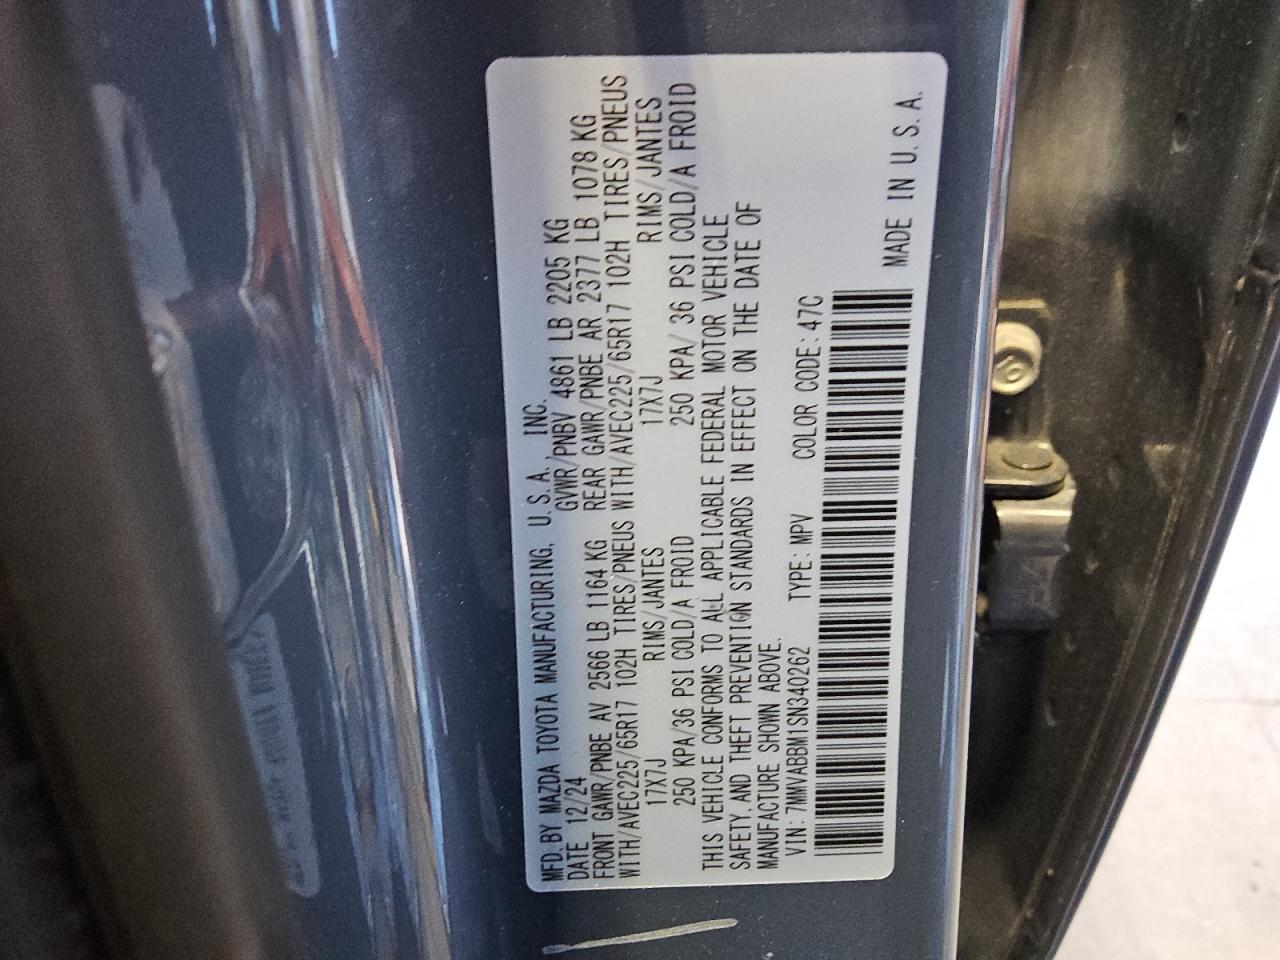 MFD. BY MAZDA TOYOTA MANUFACTURING, U. S. A., INC.
DATE 12/24 GVWR/PNBV 4861 LB 2205 KG
FRONT GAWR/PNBE AV 2566 LB 1164 KG REAR GAWR/PNBE AR 2377 LB 1078 KG
WITH/AVEC225/65R17 102H TIRES/PNEUS WITH/AVEC225/65R17 102H TIRES/PNEUS
17X7J RIMS/JANTES 17X7J RIMS/JANTES
250 KPA/36 PSI COLD/A FROID 250 KPA/ 36 PSI COLD/A FROID
THIS VEHICLE CONFORMS TO ALL APPLICABLE FEDERAL MOTOR VEHICLE
SAFETY, AND THEFT PREVENTION STANDARDS IN EFFECT ON THE DATE OF
MANUFACTURE SHOWN ABOVE.
VIN: 7MMVABBM1SN340262 TYPE: MPV COLOR CODE: 47C
MADE IN U. S. A.
10